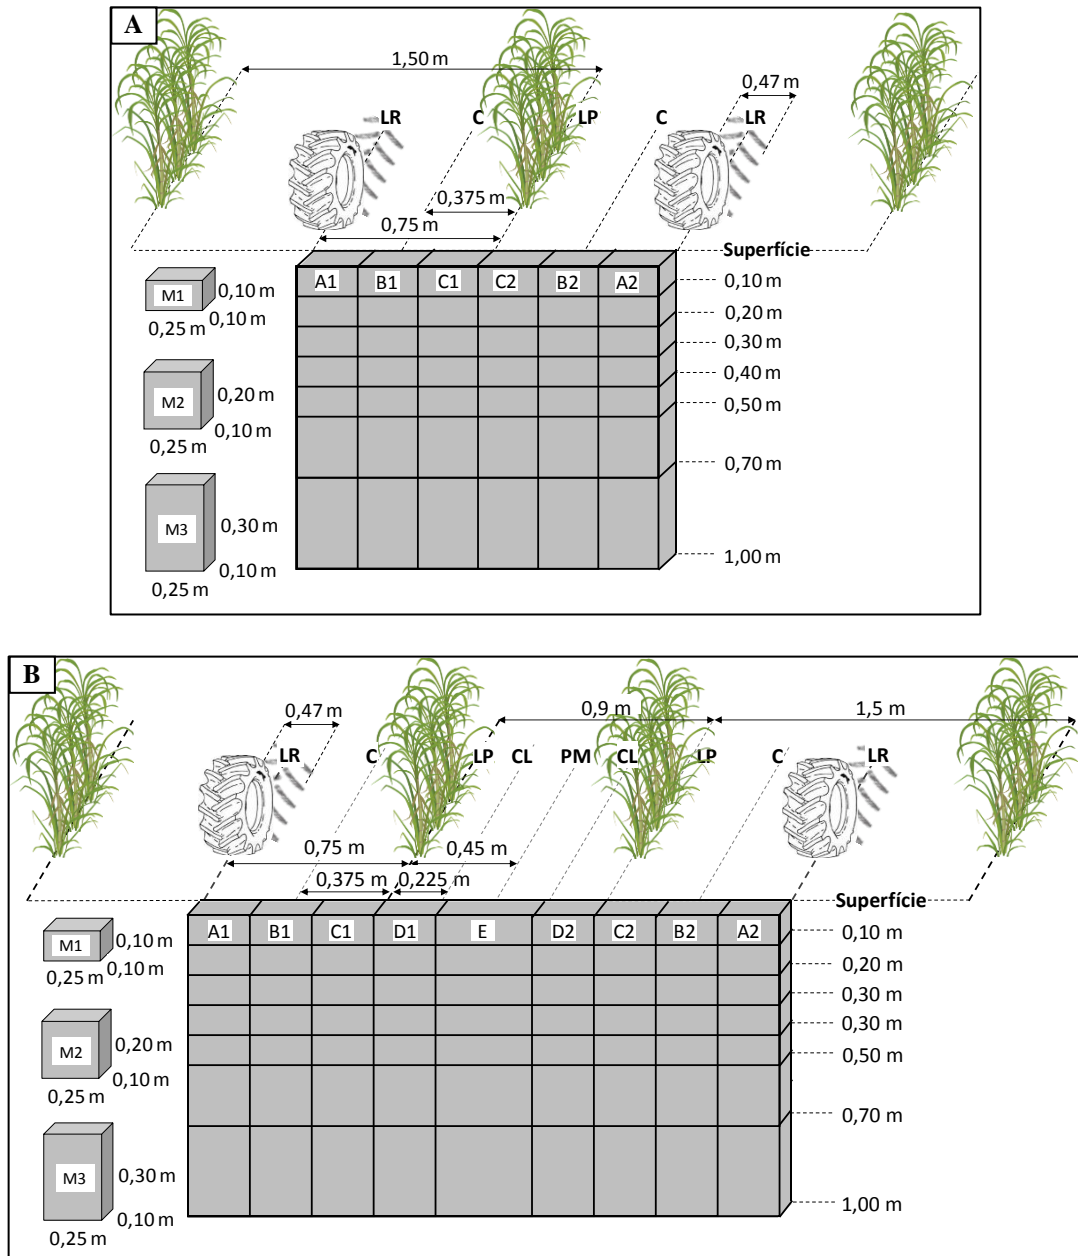 A
1,50 m
0,47 m
LR C LP C LR
0,375 m
0,75 m
Superfície
A1 B1 C1 C2 B2 A2
0,10 m
0,20 m
0,30 m
0,40 m
0,50 m
0,70 m
1,00 m
M1
0,10 m
0,10 m
0,25 m
M2
0,20 m
0,10 m
0,25 m
M3
0,30 m
0,10 m
0,25 m
B
0,47 m
0,9 m
1,5 m
LR C LP CL PM CL LP C LR
0,75 m
0,45 m
0,375 m
0,225 m
Superfície
A1 B1 C1 D1 E D2 C2 B2 A2
0,10 m
0,20 m
0,30 m
0,30 m
0,50 m
0,70 m
1,00 m
M1
0,10 m
0,10 m
0,25 m
M2
0,20 m
0,10 m
0,25 m
M3
0,30 m
0,10 m
0,25 m